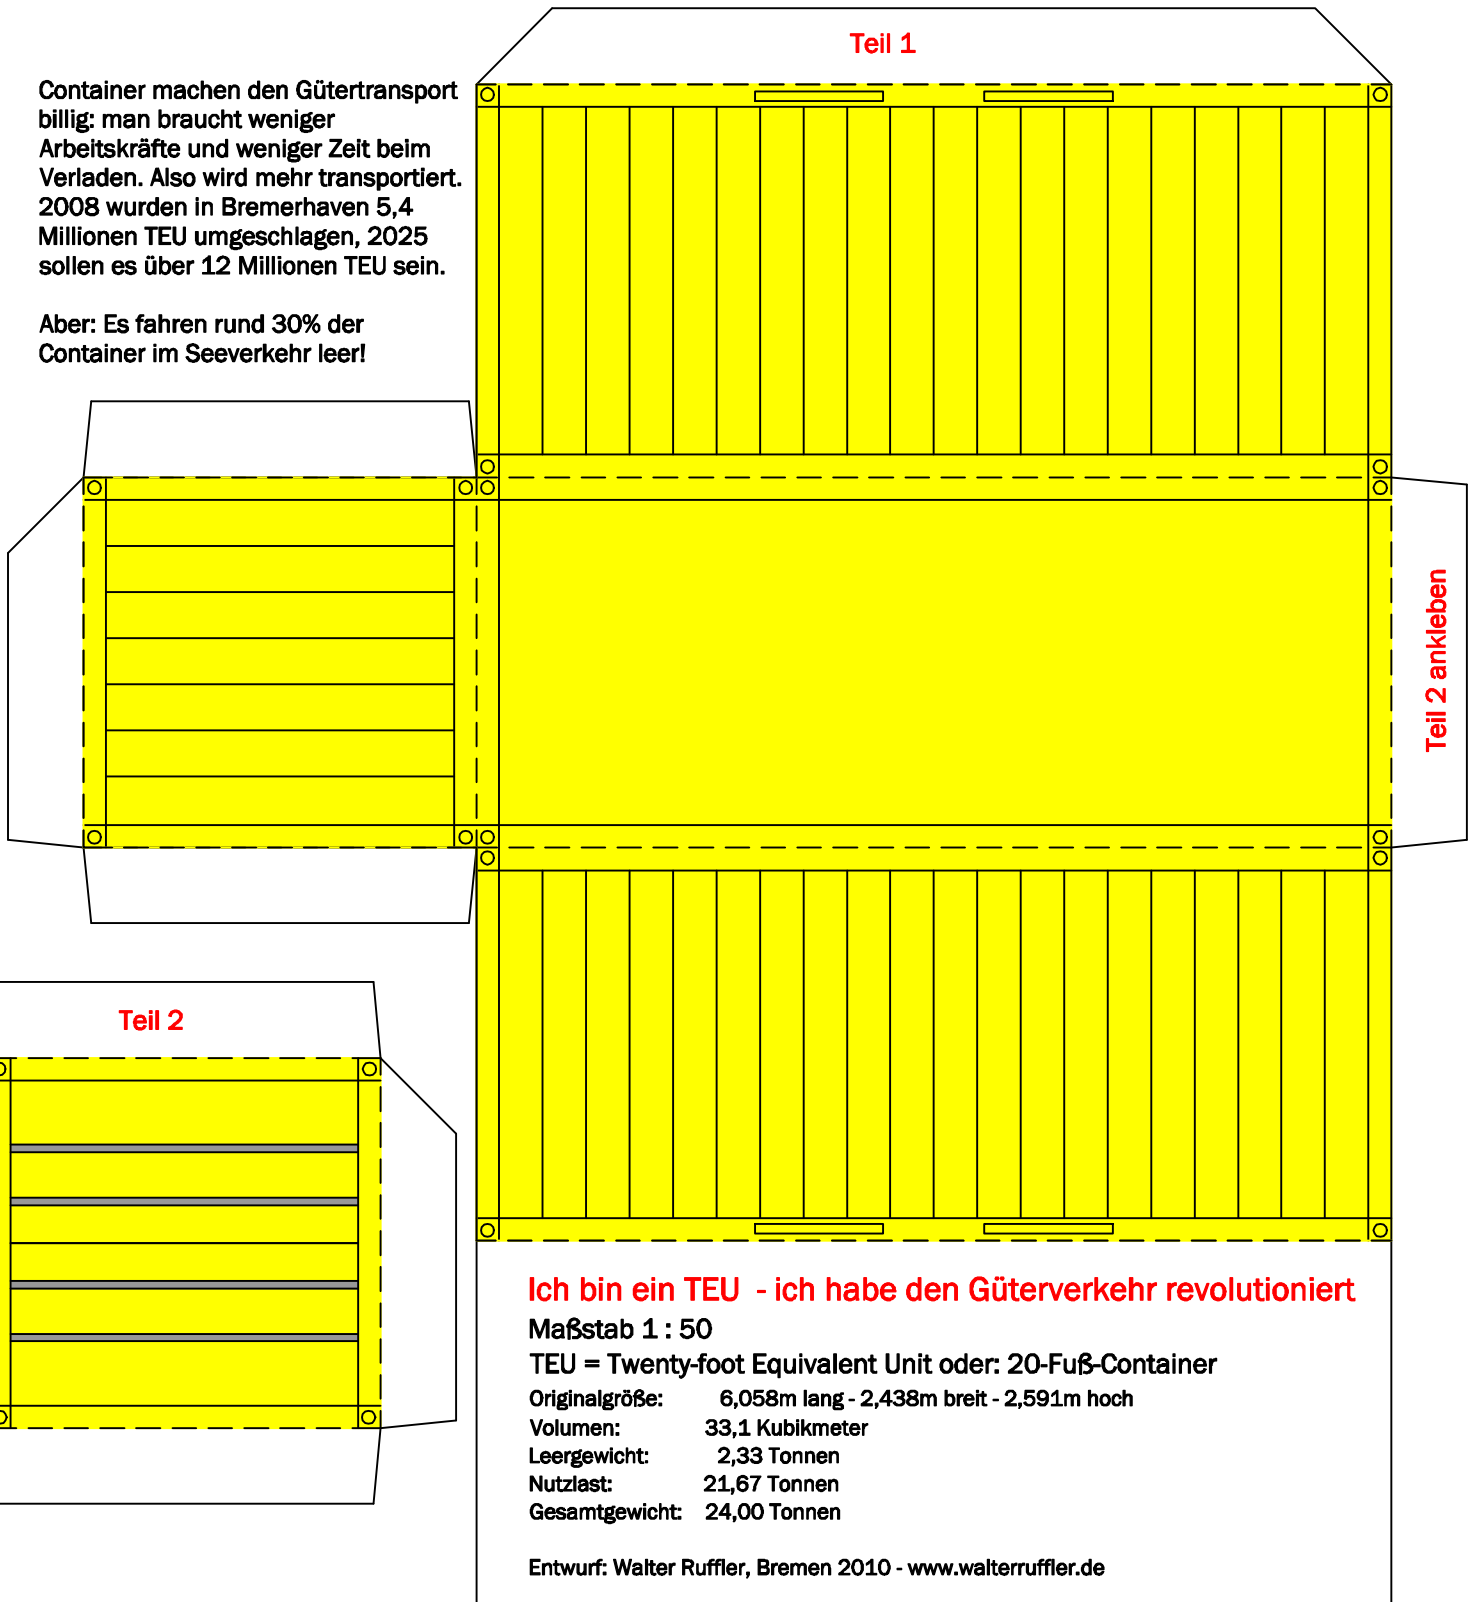 Teil 1
Container machen den Gütertransport
billig: man braucht weniger
Arbeitskräfte und weniger Zeit beim
Verladen. Also wird mehr transportiert.
2008 wurden in Bremerhaven 5,4
Millionen TEU umgeschlagen, 2025
sollen es über 12 Millionen TEU sein.
Aber: Es fahren rund 30% der
Container im Seeverkehr leer!
Teil 2 ankleben
Teil 2
Ich bin ein TEU - ich habe den Güterverkehr revolutioniert
Maßstab 1 : 50
TEU = Twenty-foot Equivalent Unit oder: 20-Fuß-Container
Originalgröße: 6,058m lang - 2,438m breit - 2,591m hoch
Volumen: 33,1 Kubikmeter
Leergewicht: 2,33 Tonnen
Nutzlast: 21,67 Tonnen
Gesamtgewicht: 24,00 Tonnen
Entwurf: Walter Ruffler, Bremen 2010 - www.walterruffler.de